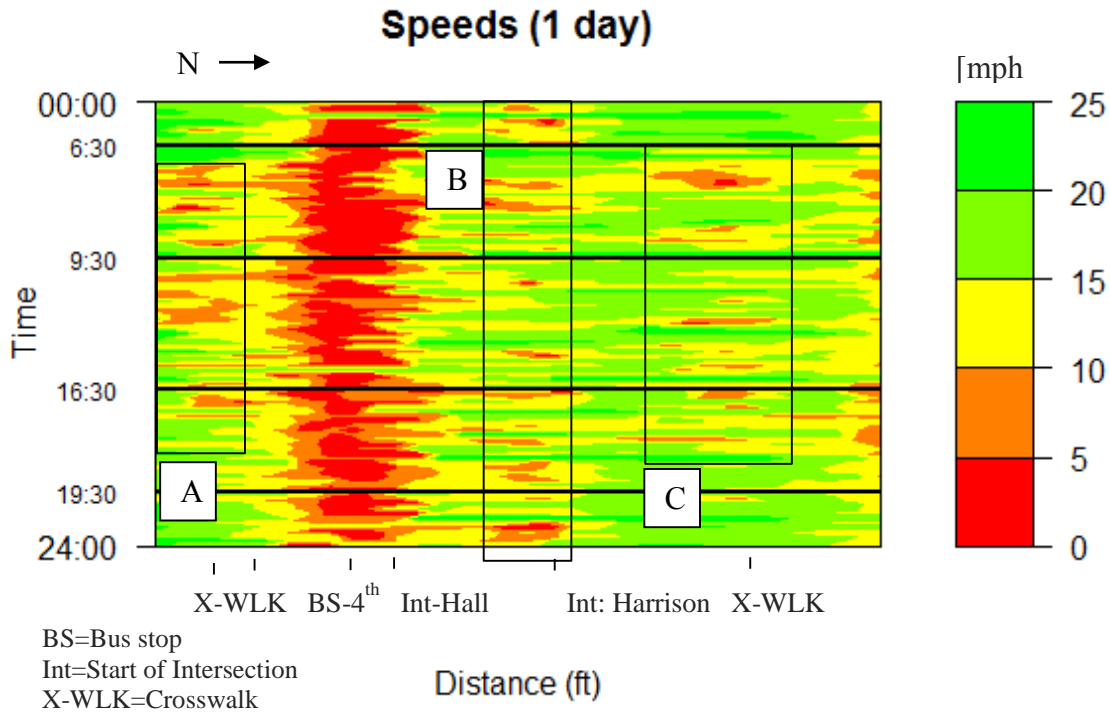 Speeds (1 day)
N
[mph
00:00
6:30
9:30
16:30
19:30
24:00
Time
A
B
C
25
20
15
10
5
0
X-WLK BS-4th Int-Hall Int: Harrison X-WLK
BS=Bus stop
Int=Start of Intersection
X-WLK=Crosswalk
Distance (ft)